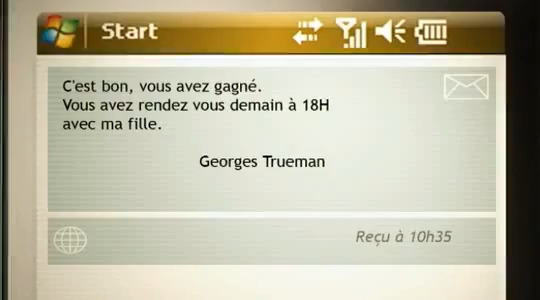 Start
C'est bon, vous avez gagné.
Vous avez rendez vous demain à 18H
avec ma fille.
Georges Trueman
Reçu à 10h35